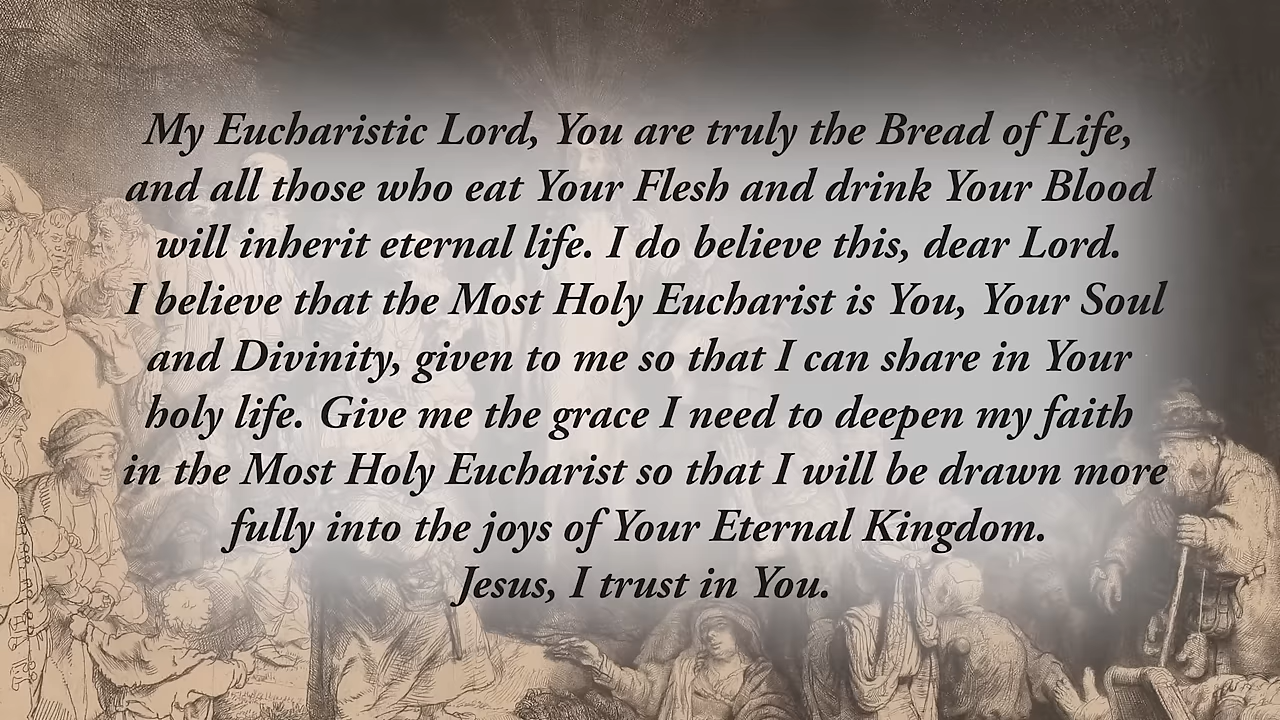 My Eucharistic Lord, You are truly the Bread of Life,
and all those who eat Your Flesh and drink Your Blood
will inherit eternal life. I do believe this, dear Lord.
I believe that the Most Holy Eucharist is You, Your Soul
and Divinity, given to me so that I can share in Your
holy life. Give me the grace I need to deepen my faith
in the Most Holy Eucharist so that I will be drawn more
fully into the joys of Your Eternal Kingdom.
Jesus, I trust in You.